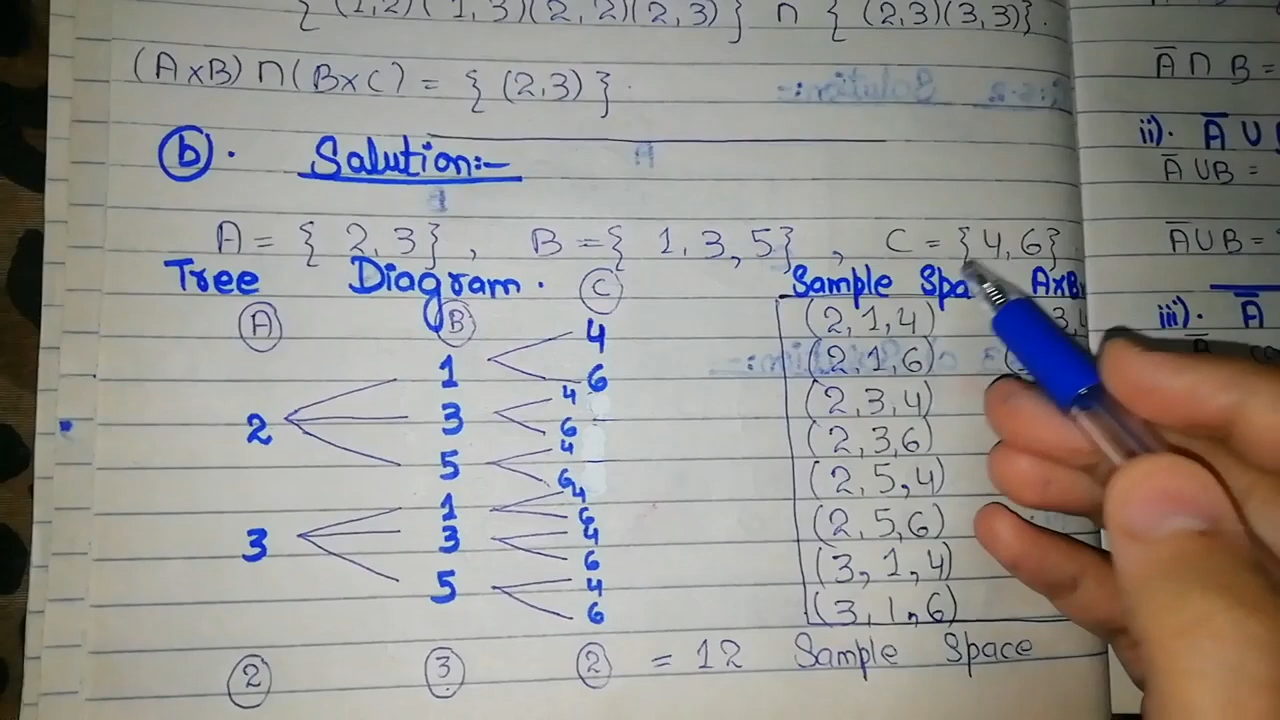 {(1,2)(1,3)(2,2)(2,3)} ∩ {(2,3)(3,3)}.
(A×B)∩(B×C) = {(2,3)}.
(b). Salution:-
A = {2,3}, B = {1,3,5}, C = {4,6}
Tree Diagram.
Sample Spa A×B
(A) (B) (C)
2
1 4 6
3 4 6
5 4 6
3
1 4 6
3 4 6
5 4 6
(2) (3) (2) = 12 Sample Space
(2,1,4)
(2,1,6)
(2,3,4)
(2,3,6)
(2,5,4)
(2,5,6)
(3,1,4)
(3,1,6)
A̅ ∩ B =
ii). A̅ ∪
A̅ ∪ B =
A̅ ∪ B =
iii). A̅